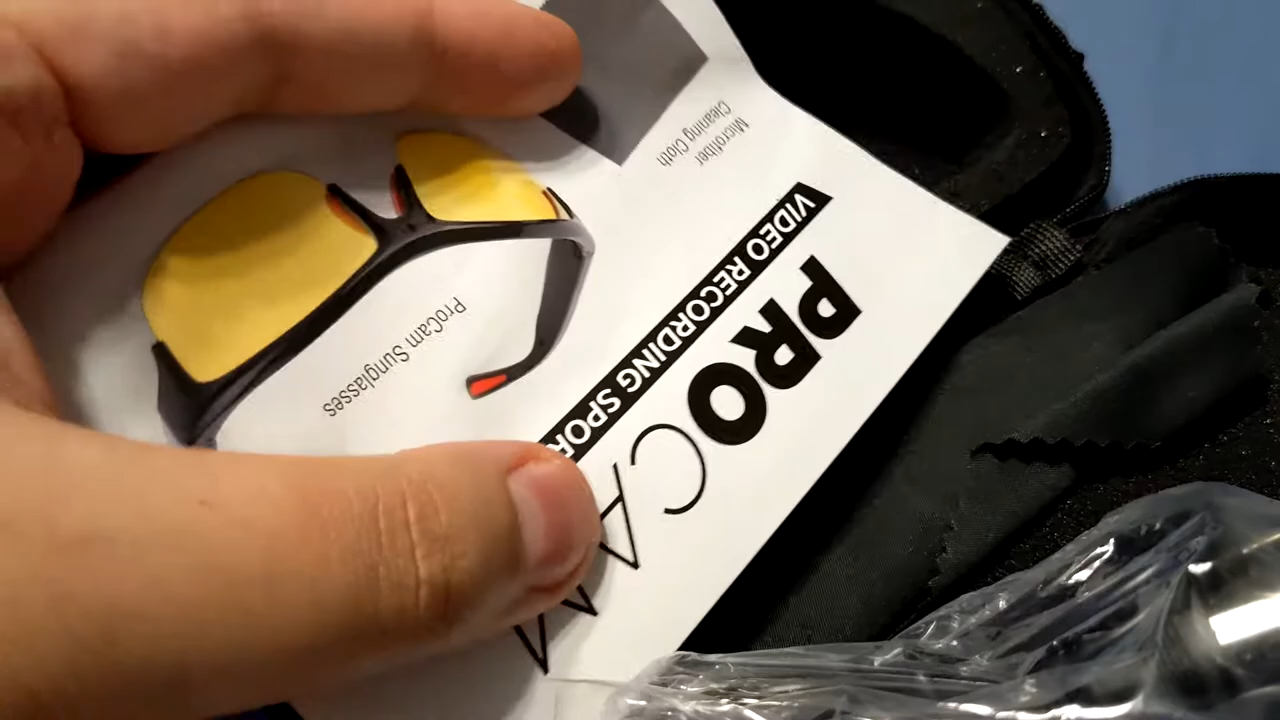 PROCAM
VIDEO RECORDING SPOR
ProCam Sunglasses
Microfiber
Cleaning Cloth